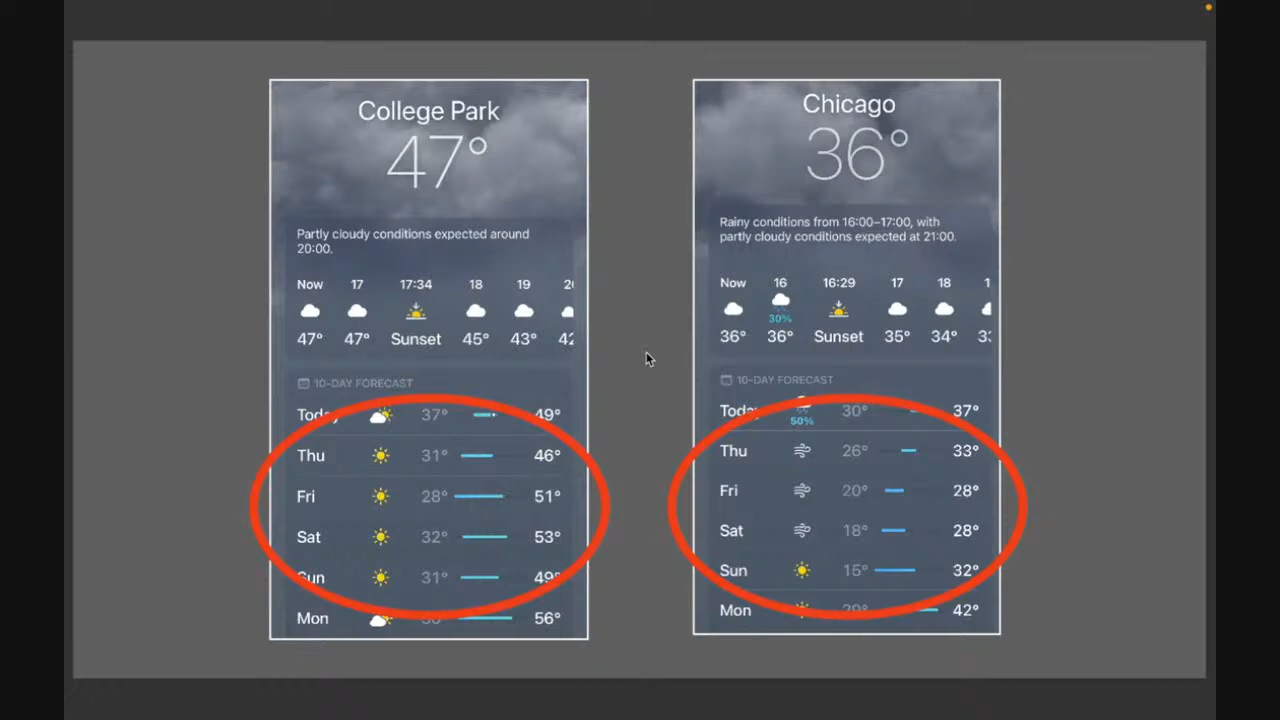 College Park
47°
Partly cloudy conditions expected around
20:00.
Now 17 17:34 18 19
47° 47° Sunset 45° 43°
10-DAY FORECAST
Today 37° 49°
Thu 31° 46°
Fri 28° 51°
Sat 32° 53°
Sun 31° 49°
Mon 56°
Chicago
36°
Rainy conditions from 16:00–17:00, with
partly cloudy conditions expected at 21:00.
Now 16 16:29 17 18
30%
36° 36° Sunset 35° 34°
10-DAY FORECAST
Today 50% 30° 37°
Thu 26° 33°
Fri 20° 28°
Sat 18° 28°
Sun 15° 32°
Mon 42°